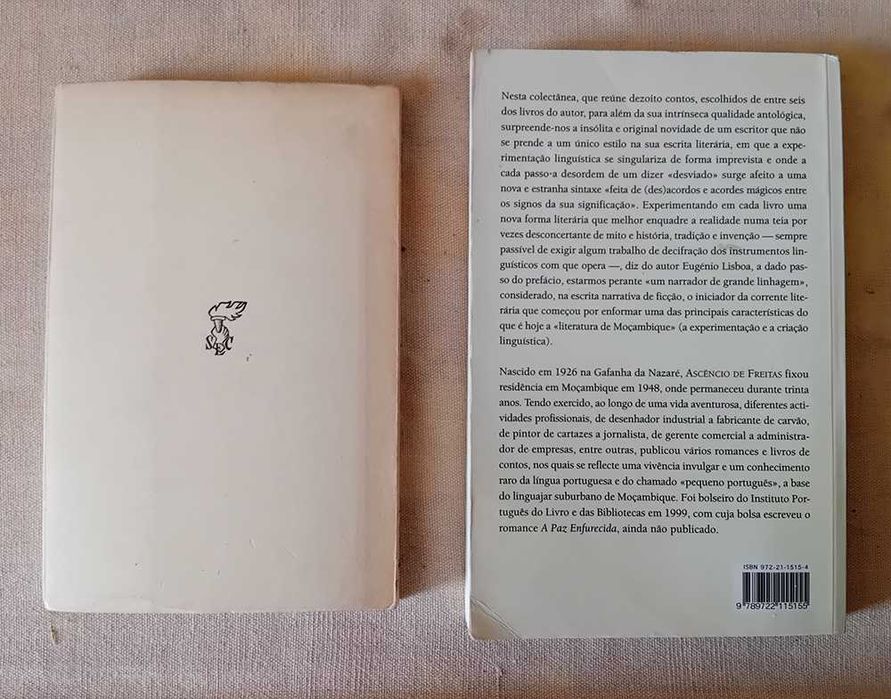 Nesta colectânea, que reúne dezoito contos, escolhidos de entre seis
dos livros do autor, para além da sua intrínseca qualidade antológica,
surpreende-nos a insólita e original novidade de um escritor que não
se prende a um único estilo na sua escrita literária, em que a expe-
rimentação linguística se singulariza de forma imprevista e onde a
cada passo-a desordem de um dizer «desviado» surge afeito a uma
nova e estranha sintaxe «feita de (des)acordos e acordes mágicos entre
os signos da sua significação». Experimentando em cada livro uma
nova forma literária que melhor enquadre a realidade numa teia por
vezes desconcertante de mito e história, tradição e invenção — sempre
passível de exigir algum trabalho de decifração dos instrumentos lin-
guísticos com que opera —, diz do autor Eugénio Lisboa, a dado pas-
so do prefácio, estarmos perante «um narrador de grande linhagem»,
considerado, na escrita narrativa de ficção, o iniciador da corrente lite-
rária que começou por enformar uma das principais características do
que é hoje a «literatura de Moçambique» (a experimentação e a criação
linguística).
Nascido em 1926 na Gafanha da Nazaré, ASCÊNCIO DE FREITAS fixou
residência em Moçambique em 1948, onde permaneceu durante trinta
anos. Tendo exercido, ao longo de uma vida aventurosa, diferentes acti-
vidades profissionais, de desenhador industrial a fabricante de carvão,
de pintor de cartazes a jornalista, de gerente comercial a administra-
dor de empresas, entre outras, publicou vários romances e livros de
contos, nos quais se reflecte uma vivência invulgar e um conhecimento
raro da língua portuguesa e do chamado «pequeno português», a base
do linguajar suburbano de Moçambique. Foi bolseiro do Instituto Por-
tuguês do Livro e das Bibliotecas em 1999, com cuja bolsa escreveu o
romance A Paz Enfurecida, ainda não publicado.
ISBN 972-21-1515-4
9 789722 115155